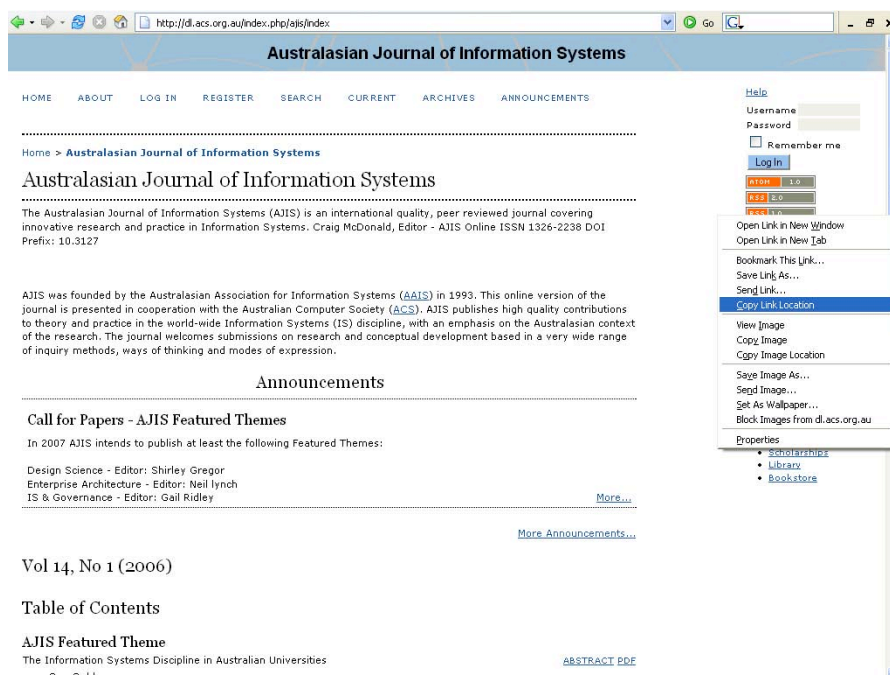 http://dl.acs.org.au/index.php/ajis/index
Go
G
Australasian Journal of Information Systems
HOME ABOUT LOG IN REGISTER SEARCH CURRENT ARCHIVES ANNOUNCEMENTS
Home > Australasian Journal of Information Systems
Australasian Journal of Information Systems
The Australasian Journal of Information Systems (AJIS) is an international quality, peer reviewed journal covering
innovative research and practice in Information Systems. Craig McDonald, Editor - AJIS Online ISSN 1326-2238 DOI
Prefix: 10.3127
AJIS was founded by the Australasian Association for Information Systems (AAIS) in 1993. This online version of the
journal is presented in cooperation with the Australian Computer Society (ACS). AJIS publishes high quality contributions
to theory and practice in the world-wide Information Systems (IS) discipline, with an emphasis on the Australasian context
of the research. The journal welcomes submissions on research and conceptual development based in a very wide range
of inquiry methods, ways of thinking and modes of expression.
Announcements
Call for Papers - AJIS Featured Themes
In 2007 AJIS intends to publish at least the following Featured Themes:
Design Science - Editor: Shirley Gregor
Enterprise Architecture - Editor: Neil lynch
IS & Governance - Editor: Gail Ridley More...
More Announcements...
Vol 14, No 1 (2006)
Table of Contents
AJIS Featured Theme
The Information Systems Discipline in Australian Universities ABSTRACT PDF
Help
Username
Password
Remember me
Log In
ATOM 1.0
RSS 2.0
RSS 1.0
Open Link in New Window
Open Link in New Tab
Bookmark This Link...
Save Link As...
Send Link...
Copy Link Location
View Image
Copy Image
Copy Image Location
Save Image As...
Send Image...
Set As Wallpaper...
Block Images from dl.acs.org.au
Properties
Scholarships
Library
Bookstore